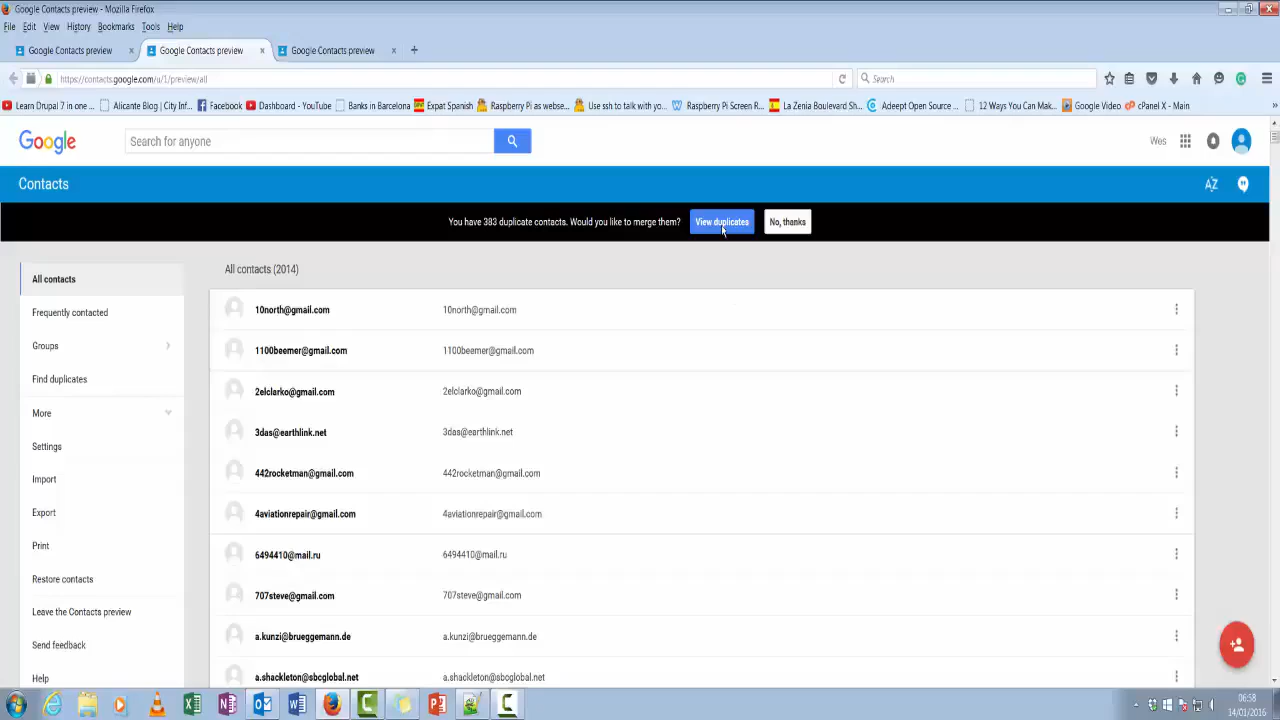 Google Contacts preview - Mozilla Firefox
File Edit View History Bookmarks Tools Help
Google Contacts preview × Google Contacts preview × Google Contacts preview × +
https://contacts.google.com/u/1/preview/all Search
Learn Drupal 7 in one ... Alicante Blog | City Inf... Facebook Dashboard - YouTube Banks in Barcelona Expat Spanish Raspberry Pi as webse... Use ssh to talk with yo... Raspberry Pi Screen R... La Zenia Boulevard Sh... Adeept Open Source ... 12 Ways You Can Mak... Google Video cPanel X - Main
Google Search for anyone Wes
Contacts AZ
You have 383 duplicate contacts. Would you like to merge them? View duplicates No, thanks
All contacts (2014)
All contacts
Frequently contacted
Groups
Find duplicates
More
Settings
Import
Export
Print
Restore contacts
Leave the Contacts preview
Send feedback
Help
10north@gmail.com 10north@gmail.com
1100beemer@gmail.com 1100beemer@gmail.com
2elclarko@gmail.com 2elclarko@gmail.com
3das@earthlink.net 3das@earthlink.net
442rocketman@gmail.com 442rocketman@gmail.com
4aviationrepair@gmail.com 4aviationrepair@gmail.com
6494410@mail.ru 6494410@mail.ru
707steve@gmail.com 707steve@gmail.com
a.kunzi@brueggemann.de a.kunzi@brueggemann.de
a.shackleton@sbcglobal.net a.shackleton@sbcglobal.net
06:58
14/01/2016